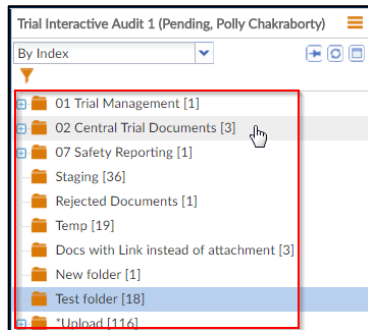 Trial Interactive Audit 1 (Pending, Polly Chakraborty)
By Index
01 Trial Management [1]
02 Central Trial Documents [3]
07 Safety Reporting [1]
Staging [36]
Rejected Documents [1]
Temp [19]
Docs with Link instead of attachment [3]
New folder [1]
Test folder [18]
*Upload [116]